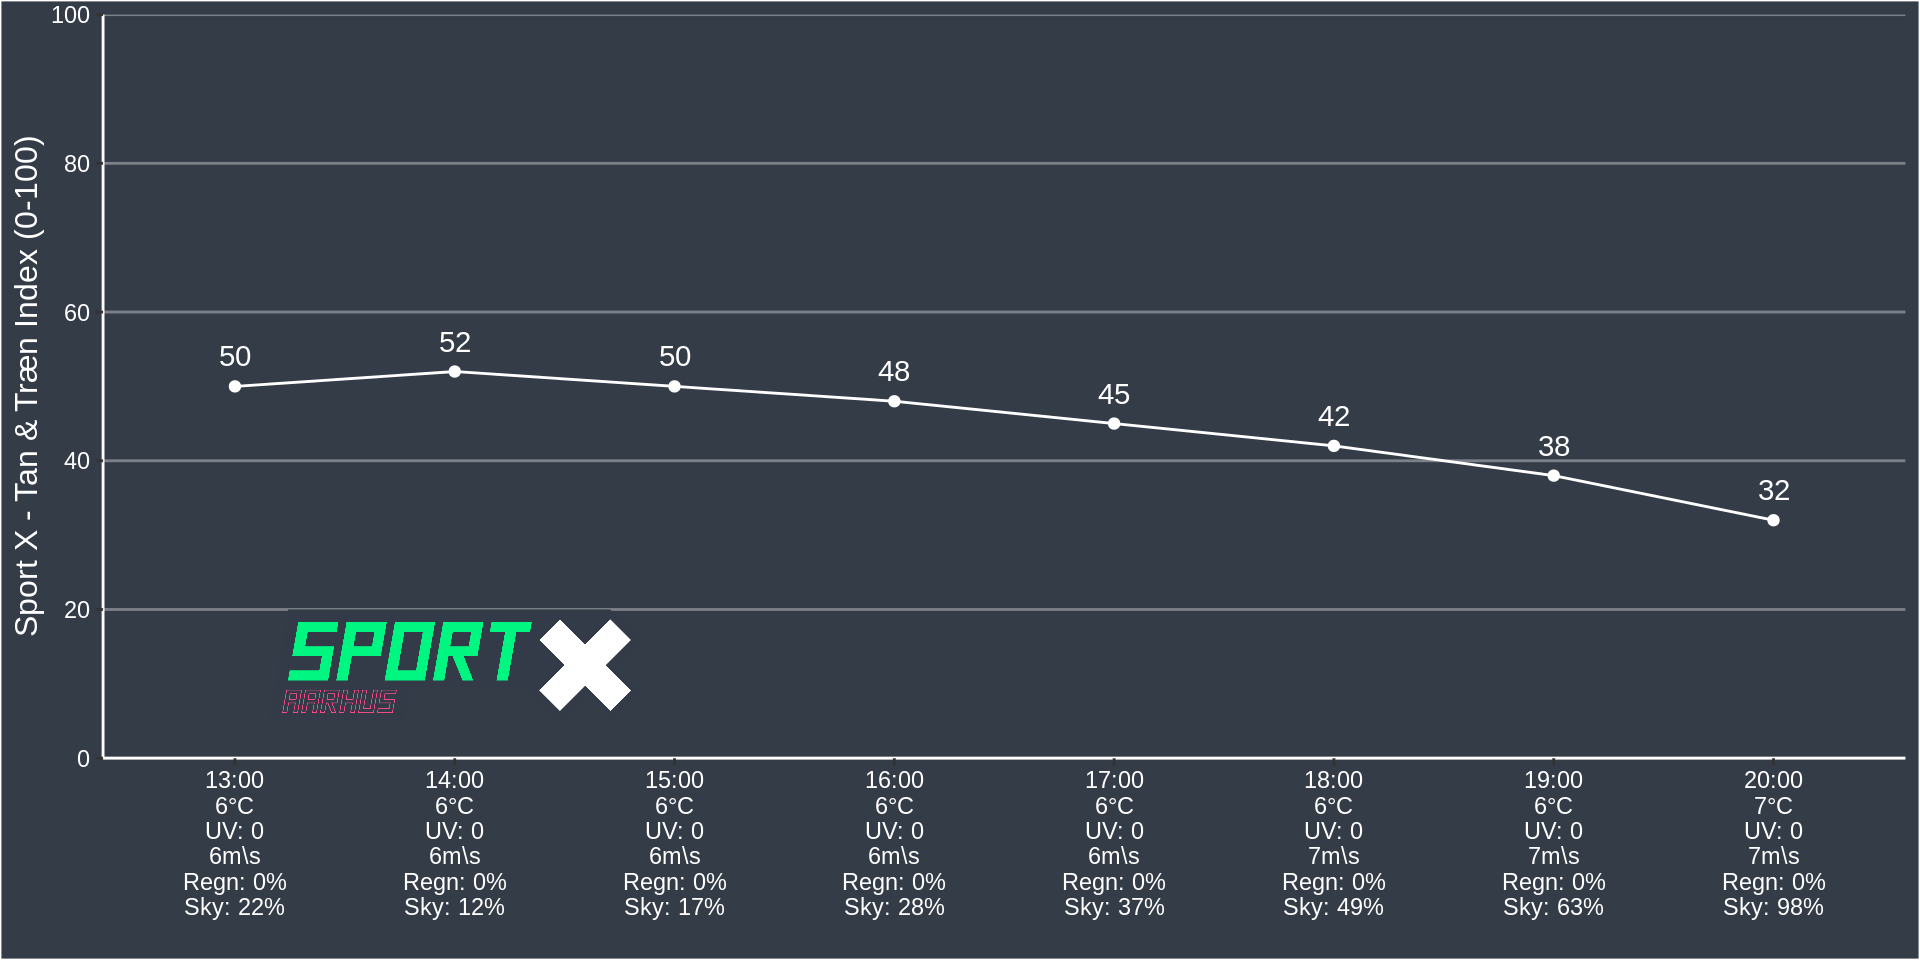 Sport X - Tan & Træn Index (0-100)
100
80
60
40
20
0
50
52
50
48
45
42
38
32
SPORT X
AARHUS
13:00
6°C
UV: 0
6m\s
Regn: 0%
Sky: 22%
14:00
6°C
UV: 0
6m\s
Regn: 0%
Sky: 12%
15:00
6°C
UV: 0
6m\s
Regn: 0%
Sky: 17%
16:00
6°C
UV: 0
6m\s
Regn: 0%
Sky: 28%
17:00
6°C
UV: 0
6m\s
Regn: 0%
Sky: 37%
18:00
6°C
UV: 0
7m\s
Regn: 0%
Sky: 49%
19:00
6°C
UV: 0
7m\s
Regn: 0%
Sky: 63%
20:00
7°C
UV: 0
7m\s
Regn: 0%
Sky: 98%